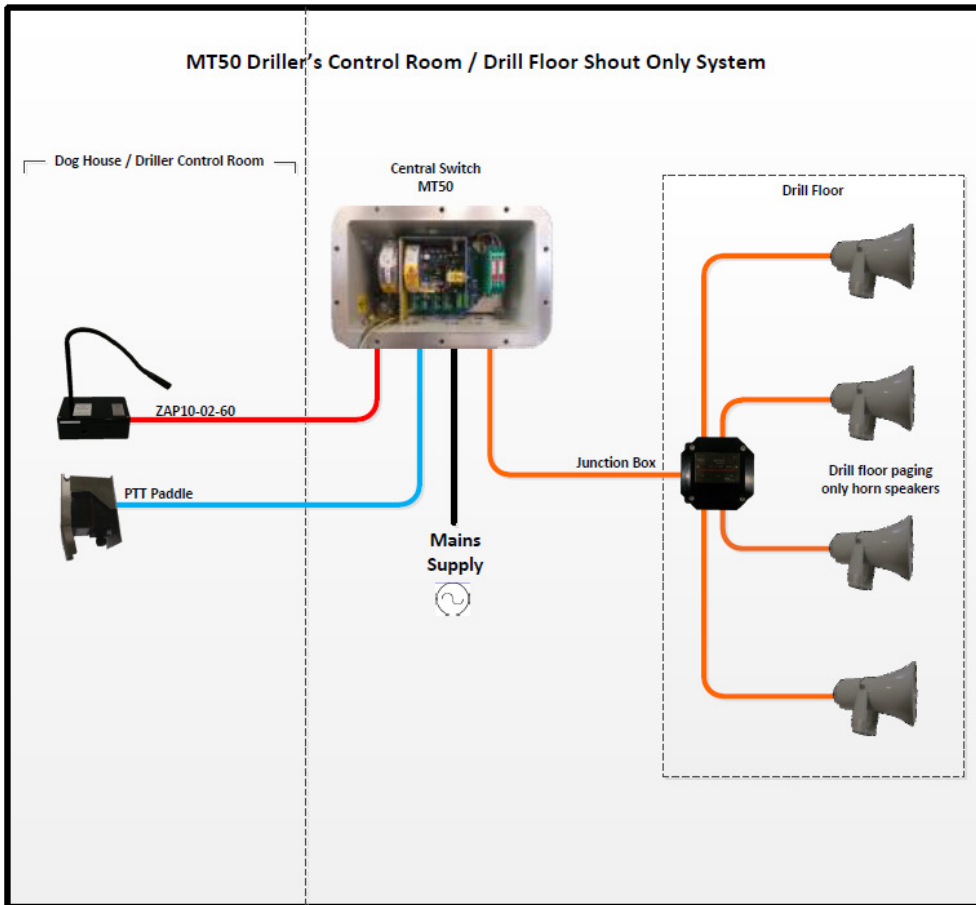 MT50 Driller's Control Room / Drill Floor Shout Only System
Dog House / Driller Control Room
Central Switch
MT50
Drill Floor
ZAP10-02-60
PTT Paddle
Junction Box
Drill floor paging
only horn speakers
Mains
Supply